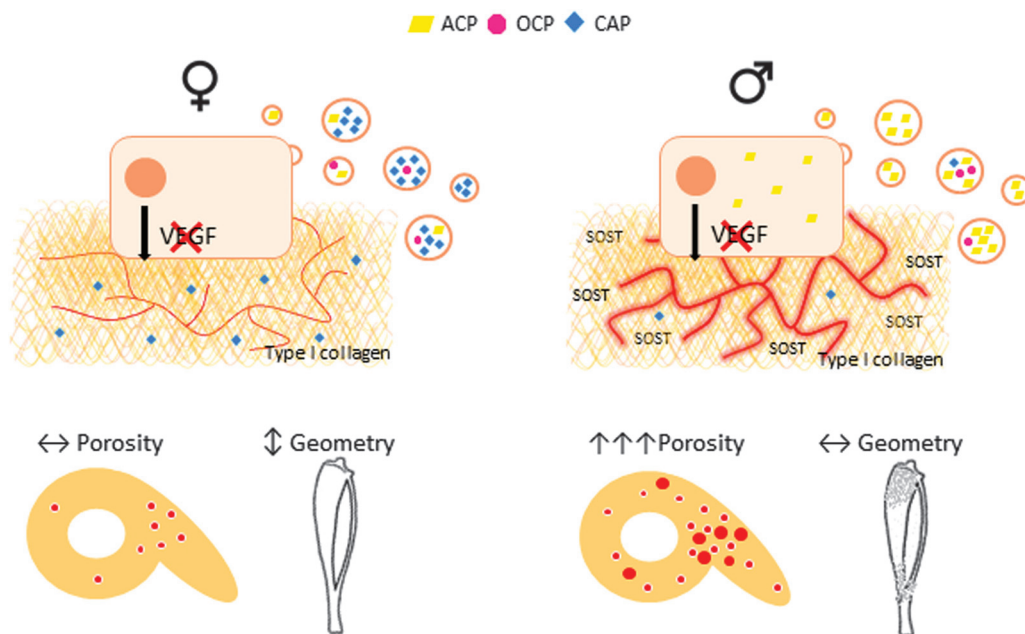 ACP OCP CAP
♀ ♂
VEGF
Type I collagen
VEGF
SOST
SOST
SOST
SOST
SOST
SOST
Type I collagen
↔ Porosity
↕ Geometry
↑↑↑Porosity
↔ Geometry